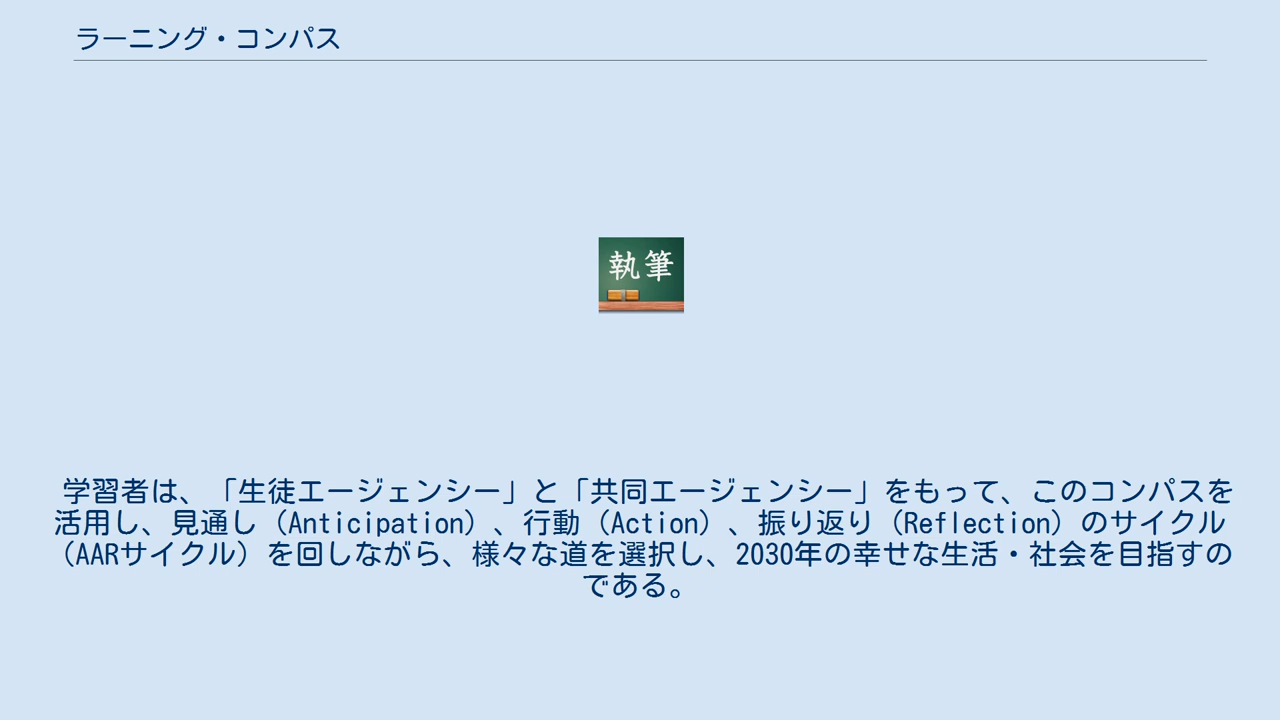 ラーニング・コンパス
執筆
学習者は、「生徒エージェンシー」と「共同エージェンシー」をもって、このコンパスを
活用し、見通し（Anticipation）、行動（Action）、振り返り（Reflection）のサイクル
（AARサイクル）を回しながら、様々な道を選択し、2030年の幸せな生活・社会を目指すの
である。